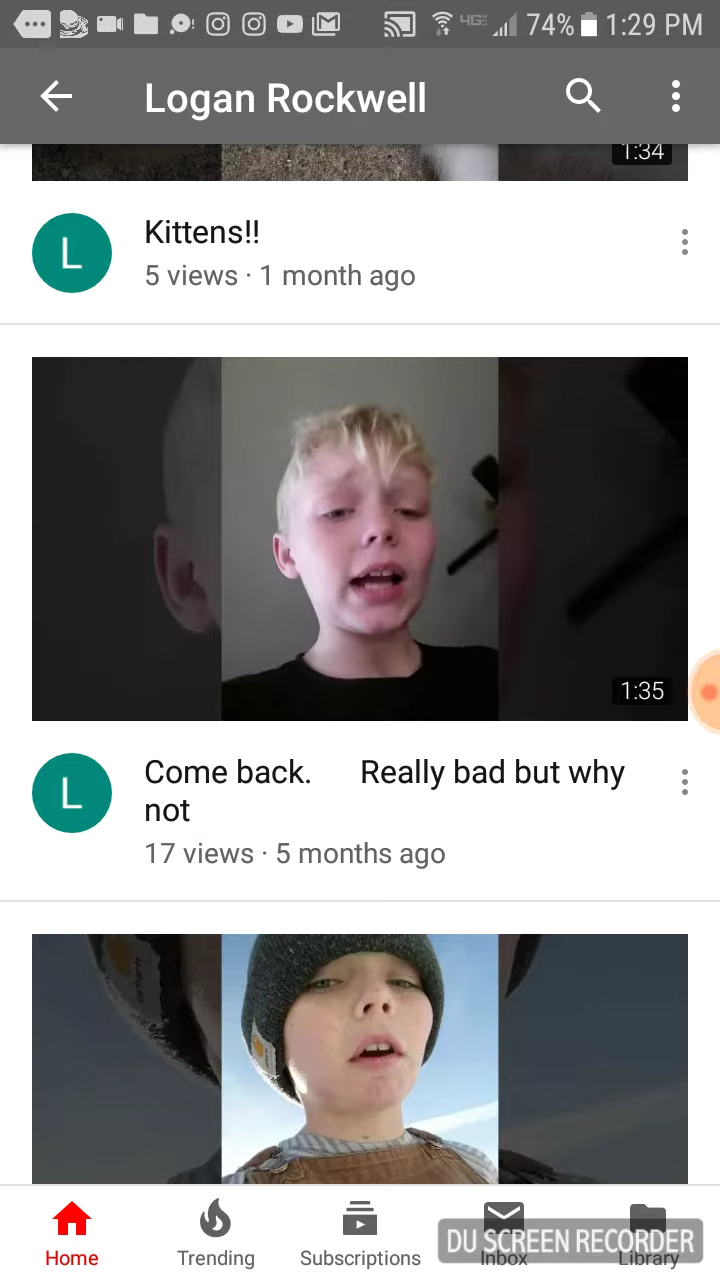 4G 74% 1:29 PM
Logan Rockwell
1:34
L Kittens!!
5 views · 1 month ago
1:35
L Come back. Really bad but why
not
17 views · 5 months ago
DU SCREEN RECORDER
Home Trending Subscriptions Inbox Library